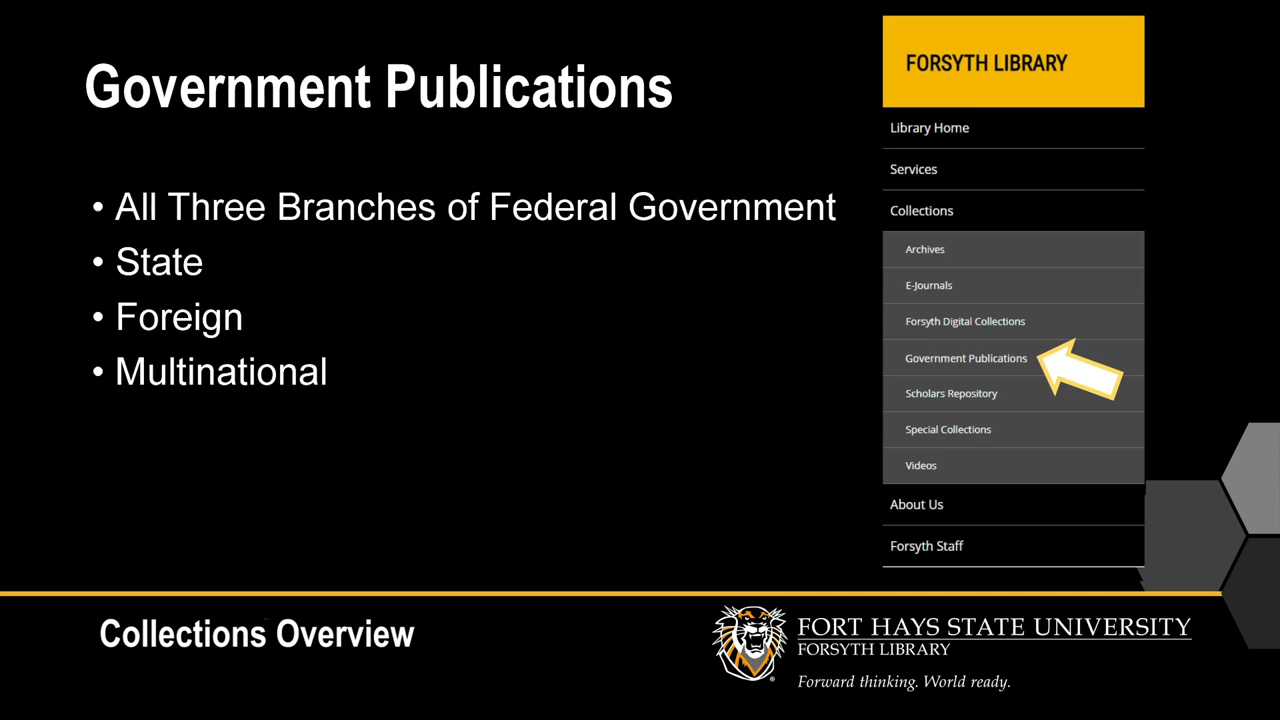 Government Publications
• All Three Branches of Federal Government
• State
• Foreign
• Multinational
FORSYTH LIBRARY
Library Home
Services
Collections
Archives
E-Journals
Forsyth Digital Collections
Government Publications
Scholars Repository
Special Collections
Videos
About Us
Forsyth Staff
Collections Overview
FORT HAYS STATE UNIVERSITY
FORSYTH LIBRARY
Forward thinking. World ready.
®